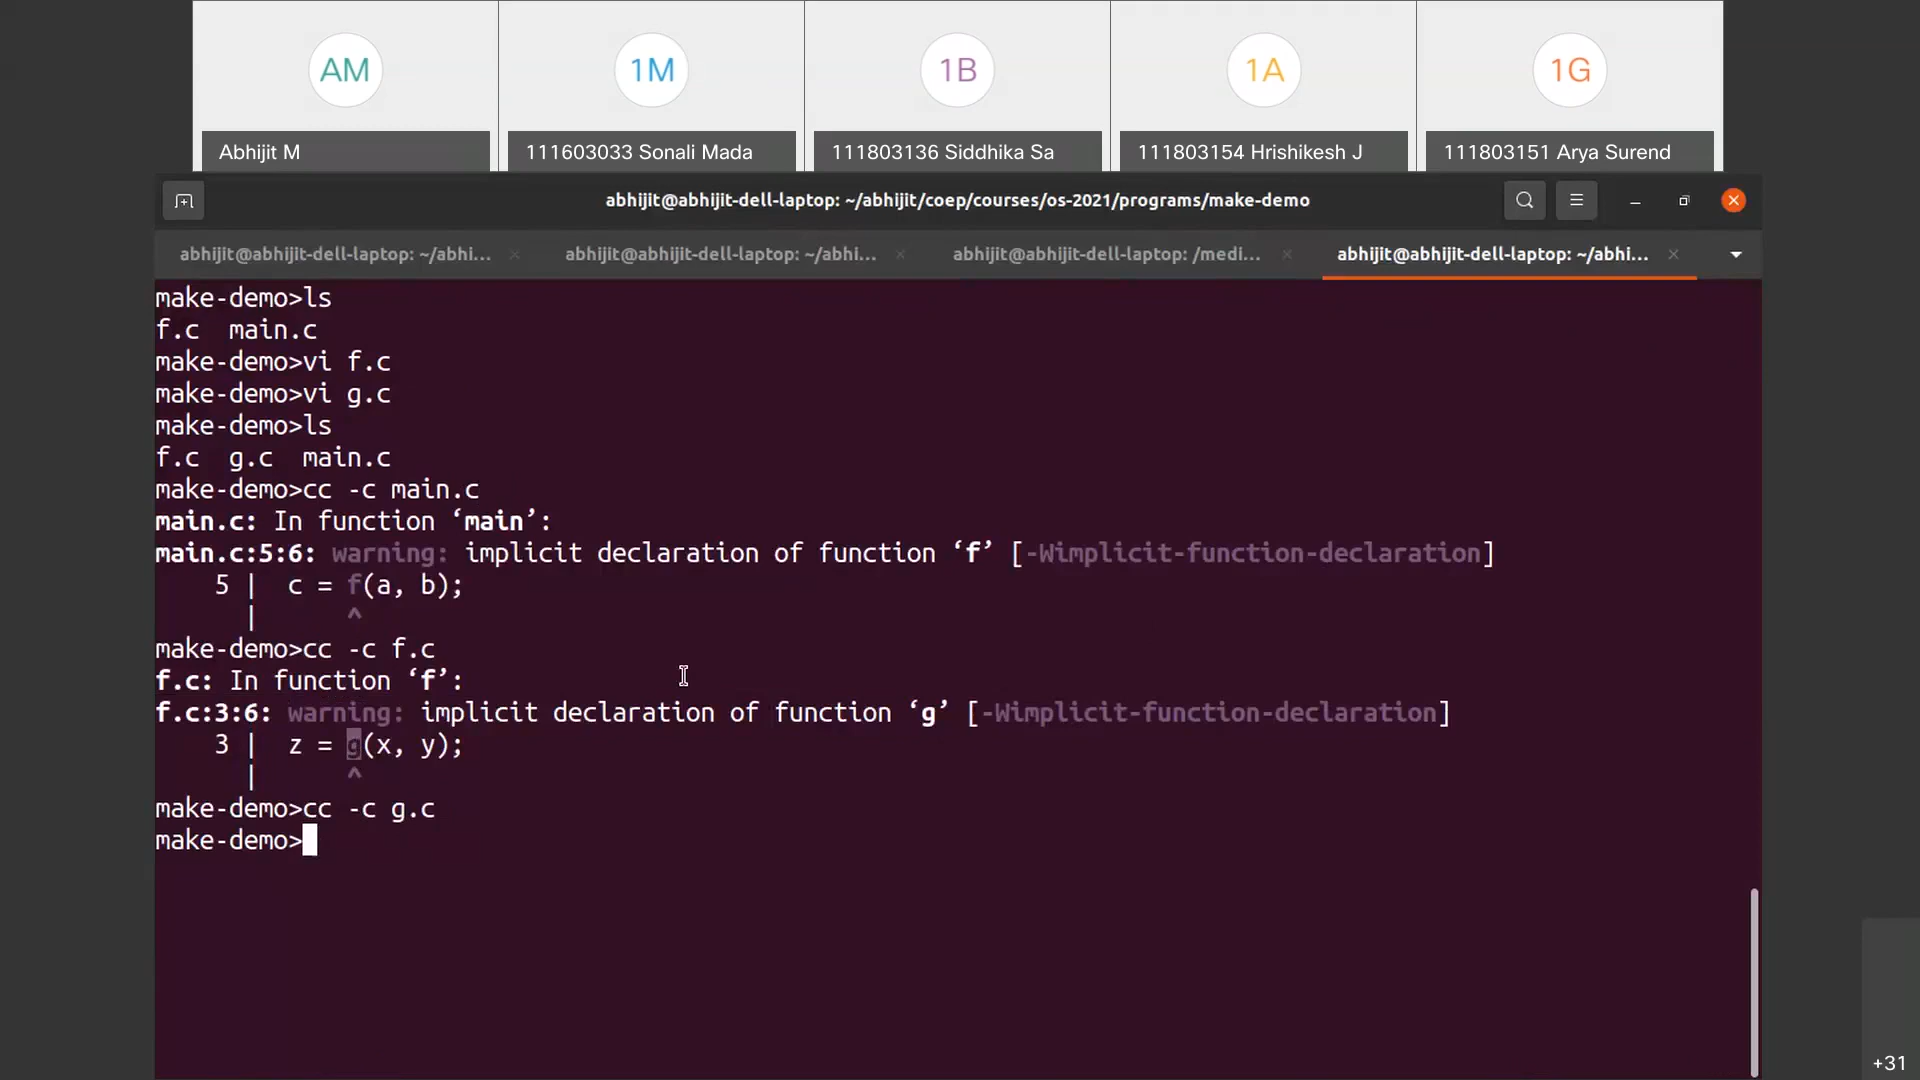 AM
1M
1B
1A
1G
Abhijit M
111603033 Sonali Mada
111803136 Siddhika Sa
111803154 Hrishikesh J
111803151 Arya Surend
abhijit@abhijit-dell-laptop: ~/abhijit/coep/courses/os-2021/programs/make-demo
abhijit@abhijit-dell-laptop: ~/abhi...
abhijit@abhijit-dell-laptop: ~/abhi...
abhijit@abhijit-dell-laptop: /medi...
abhijit@abhijit-dell-laptop: ~/abhi...
make-demo>ls
f.c  main.c
make-demo>vi f.c
make-demo>vi g.c
make-demo>ls
f.c  g.c  main.c
make-demo>cc -c main.c
main.c: In function ‘main’:
main.c:5:6: warning: implicit declaration of function ‘f’ [-Wimplicit-function-declaration]
    5 |  c = f(a, b);
      |      ^
make-demo>cc -c f.c
f.c: In function ‘f’:
f.c:3:6: warning: implicit declaration of function ‘g’ [-Wimplicit-function-declaration]
    3 |  z = g(x, y);
      |      ^
make-demo>cc -c g.c
make-demo>
+31